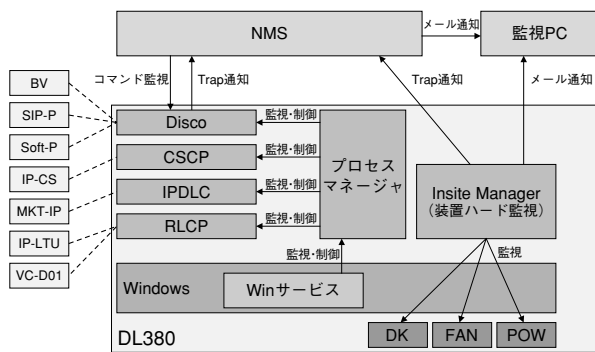 NMS
メール通知
監視PC
コマンド監視
Trap通知
Trap通知
メール通知
BV
SIP-P
Soft-P
IP-CS
MKT-IP
IP-LTU
VC-D01
Disco
監視・制御
CSCP
監視・制御
IPDLC
監視・制御
RLCP
監視・制御
プロセス
マネージャ
Insite Manager
（装置ハード監視）
監視・制御
監視
Windows
Winサービス
DK
FAN
POW
DL380